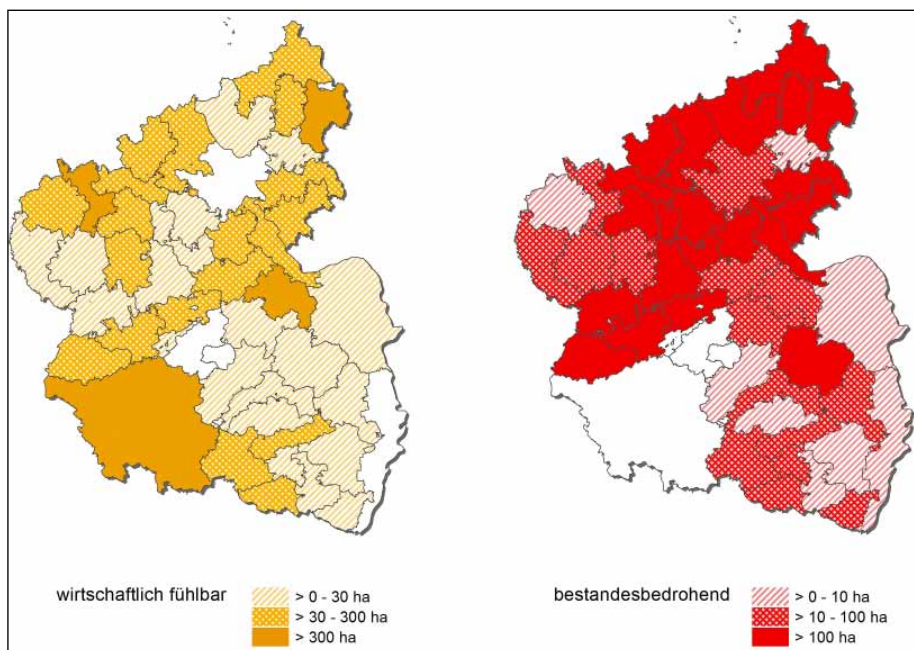 wirtschaftlich fühlbar
> 0 - 30 ha
> 30 - 300 ha
> 300 ha
bestandesbedrohend
> 0 - 10 ha
> 10 - 100 ha
> 100 ha